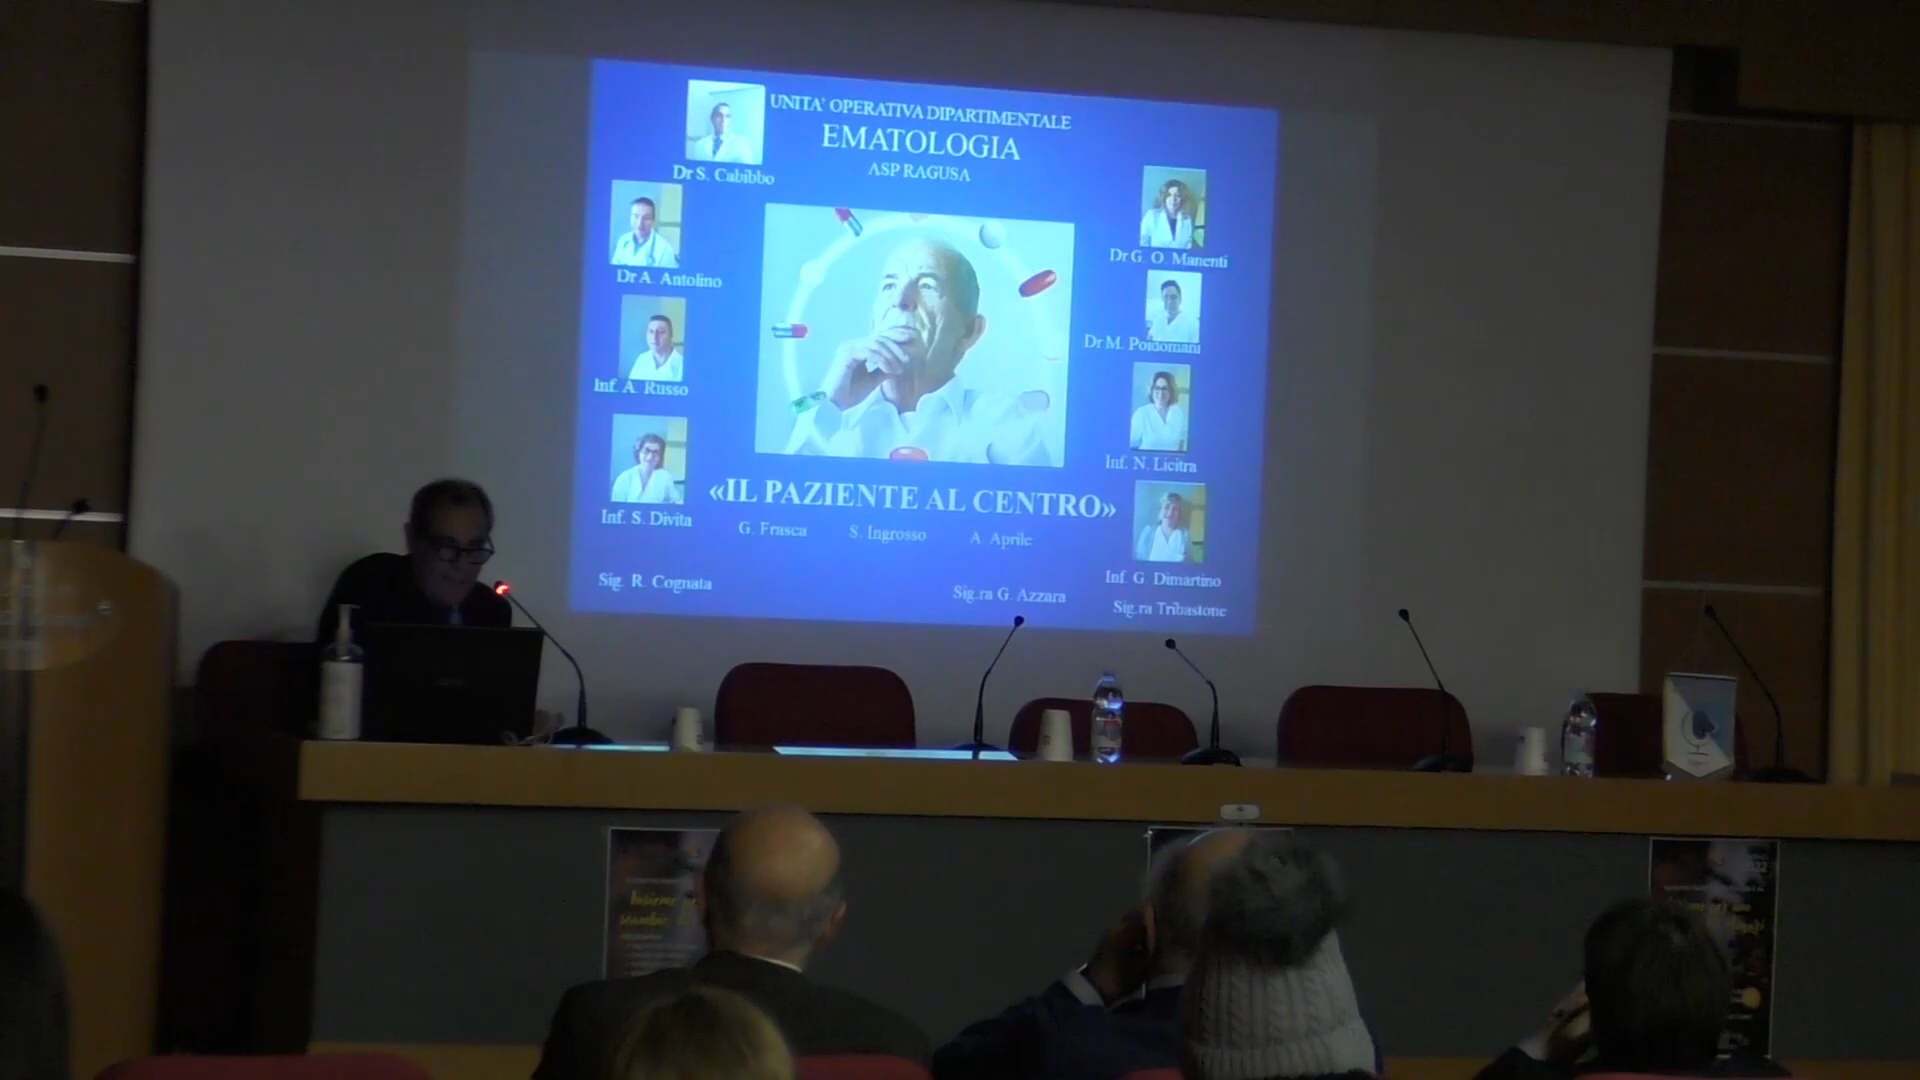 UNITA' OPERATIVA DIPARTIMENTALE
EMATOLOGIA
ASP RAGUSA
Dr S. Cabibbo
Dr A. Antolino
Inf. A. Russo
Inf. S. Divita
Dr G. O. Manenti
Dr M. Poidomani
Inf. N. Licitra
Inf. G. Dimartino
«IL PAZIENTE AL CENTRO»
G. Frasca S. Ingrosso A. Aprile
Sig. R. Cognata
Sig.ra G. Azzara
Sig.ra Tribastone
Insieme